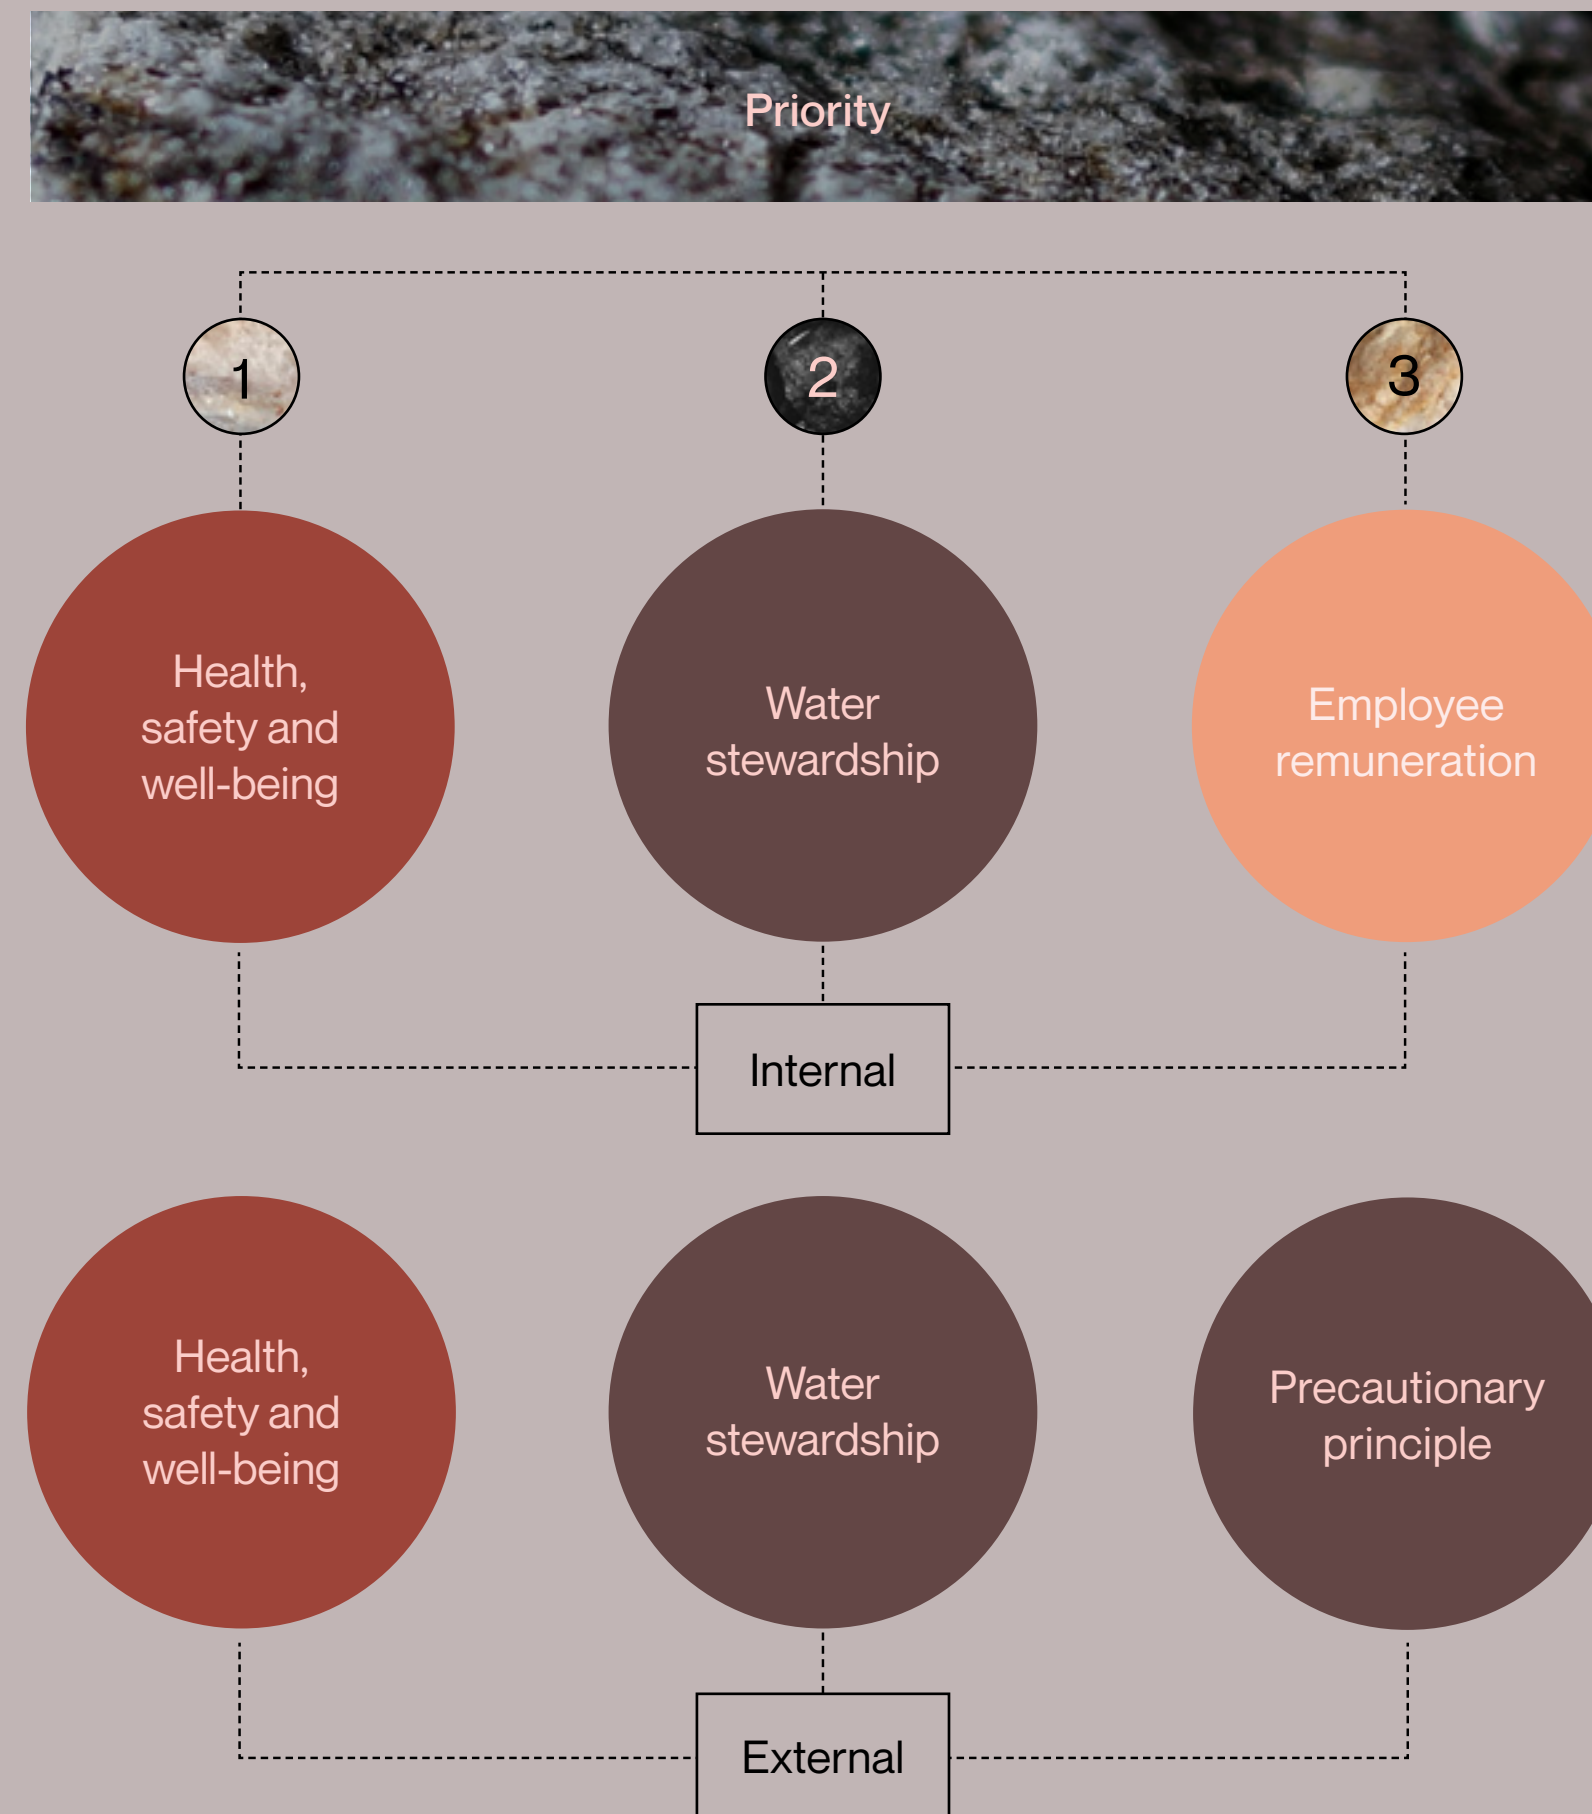 Priority
1
2
3
Health,
safety and
well-being
Water
stewardship
Employee
remuneration
Internal
Health,
safety and
well-being
Water
stewardship
Precautionary
principle
External